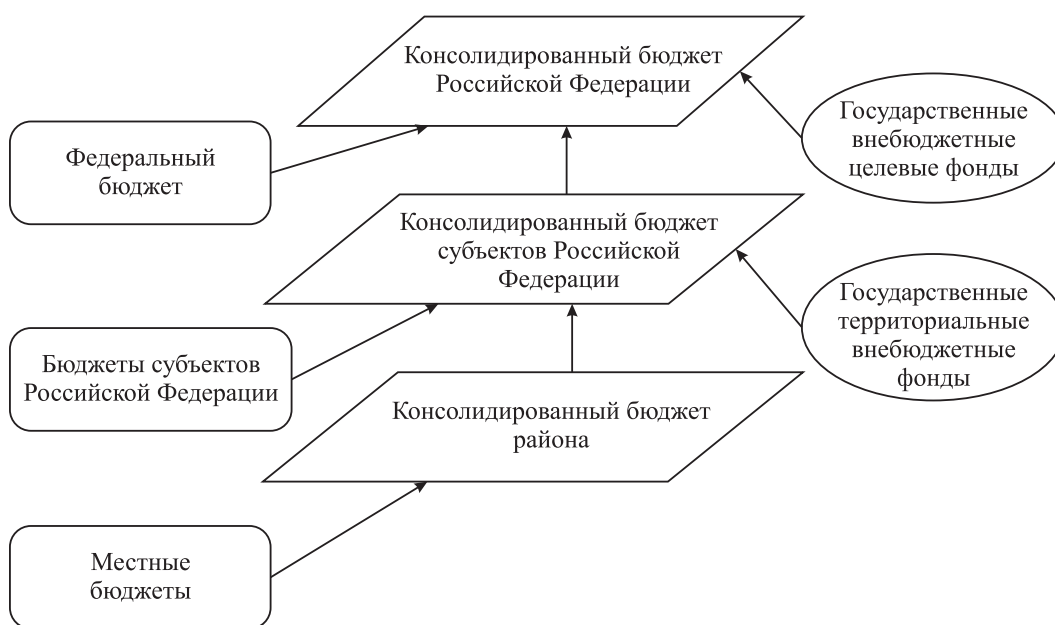 Консолидированный бюджет
Российской Федерации
Государственные
внебюджетные
целевые фонды
Федеральный
бюджет
Консолидированный бюджет
субъектов Российской
Федерации
Государственные
территориальные
внебюджетные
фонды
Бюджеты субъектов
Российской Федерации
Консолидированный бюджет
района
Местные
бюджеты